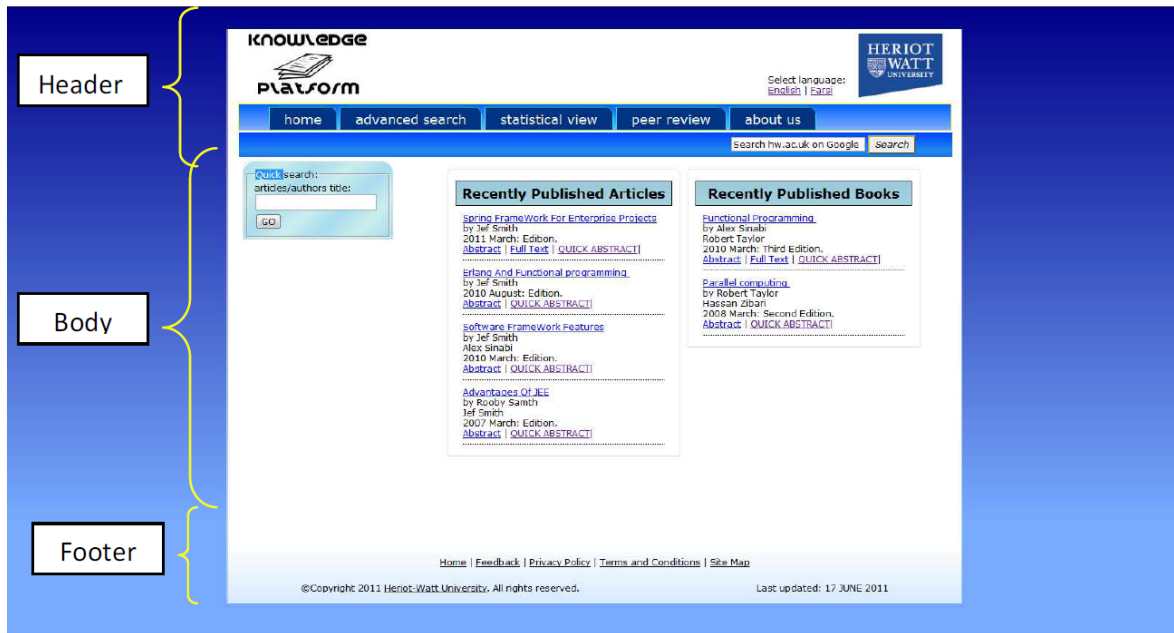 Header
Body
Footer
Knowledge
Platform
HERIOT
WATT
UNIVERSITY
Select language:
English | Farsi
home advanced search statistical view peer review about us
Search hw.ac.uk on Google Search
Quick search:
articles/authors title:
GO
Recently Published Articles
Spring FrameWork For Enterprise Projects
by Jef Smith
2011 March: Edition.
Abstract | Full Text | QUICK ABSTRACT|
Erlang And Functional programming
by Jef Smith
2010 August: Edition.
Abstract | QUICK ABSTRACT|
Software FrameWork Features
by Jef Smith
Alex Sinabi
2010 March: Edition.
Abstract | QUICK ABSTRACT|
Advantages Of JEE
by Rooby Samth
Jef Smith
2007 March: Edition.
Abstract | QUICK ABSTRACT|
Recently Published Books
Functional Programming
by Alex Sinabi
Robert Taylor
2010 March: Third Edition.
Abstract | Full Text | QUICK ABSTRACT|
Parallel computing
by Robert Taylor
Hassan Zibari
2008 March: Second Edition.
Abstract | QUICK ABSTRACT|
Home | Feedback | Privacy Policy | Terms and Conditions | Site Map
©Copyright 2011 Heriot-Watt University. All rights reserved. Last updated: 17 JUNE 2011